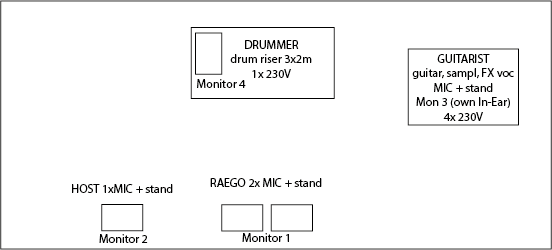 DRUMMER
drum riser 3x2m
1x 230V
Monitor 4
GUITARIST
guitar, sampl, FX voc
MIC + stand
Mon 3 (own In-Ear)
4x 230V
HOST 1xMIC + stand
Monitor 2
RAEGO 2x MIC + stand
Monitor 1